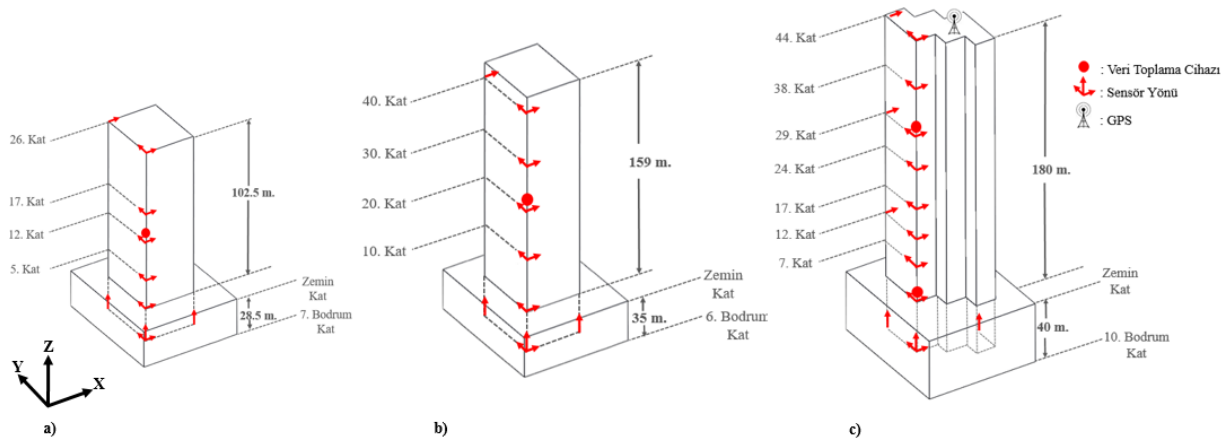 26. Kat
17. Kat
12. Kat
5. Kat
102.5 m.
28.5 m.
Zemin
Kat
7. Bodrum
Kat
Z
Y
X
a)
40. Kat
30. Kat
20. Kat
10. Kat
159 m.
35 m.
Zemin
Kat
6. Bodrum
Kat
b)
44. Kat
38. Kat
29. Kat
24. Kat
17. Kat
12. Kat
7. Kat
180 m.
40 m.
Zemin
Kat
10. Bodrum
Kat
c)
: Veri Toplama Cihazı
: Sensör Yönü
: GPS